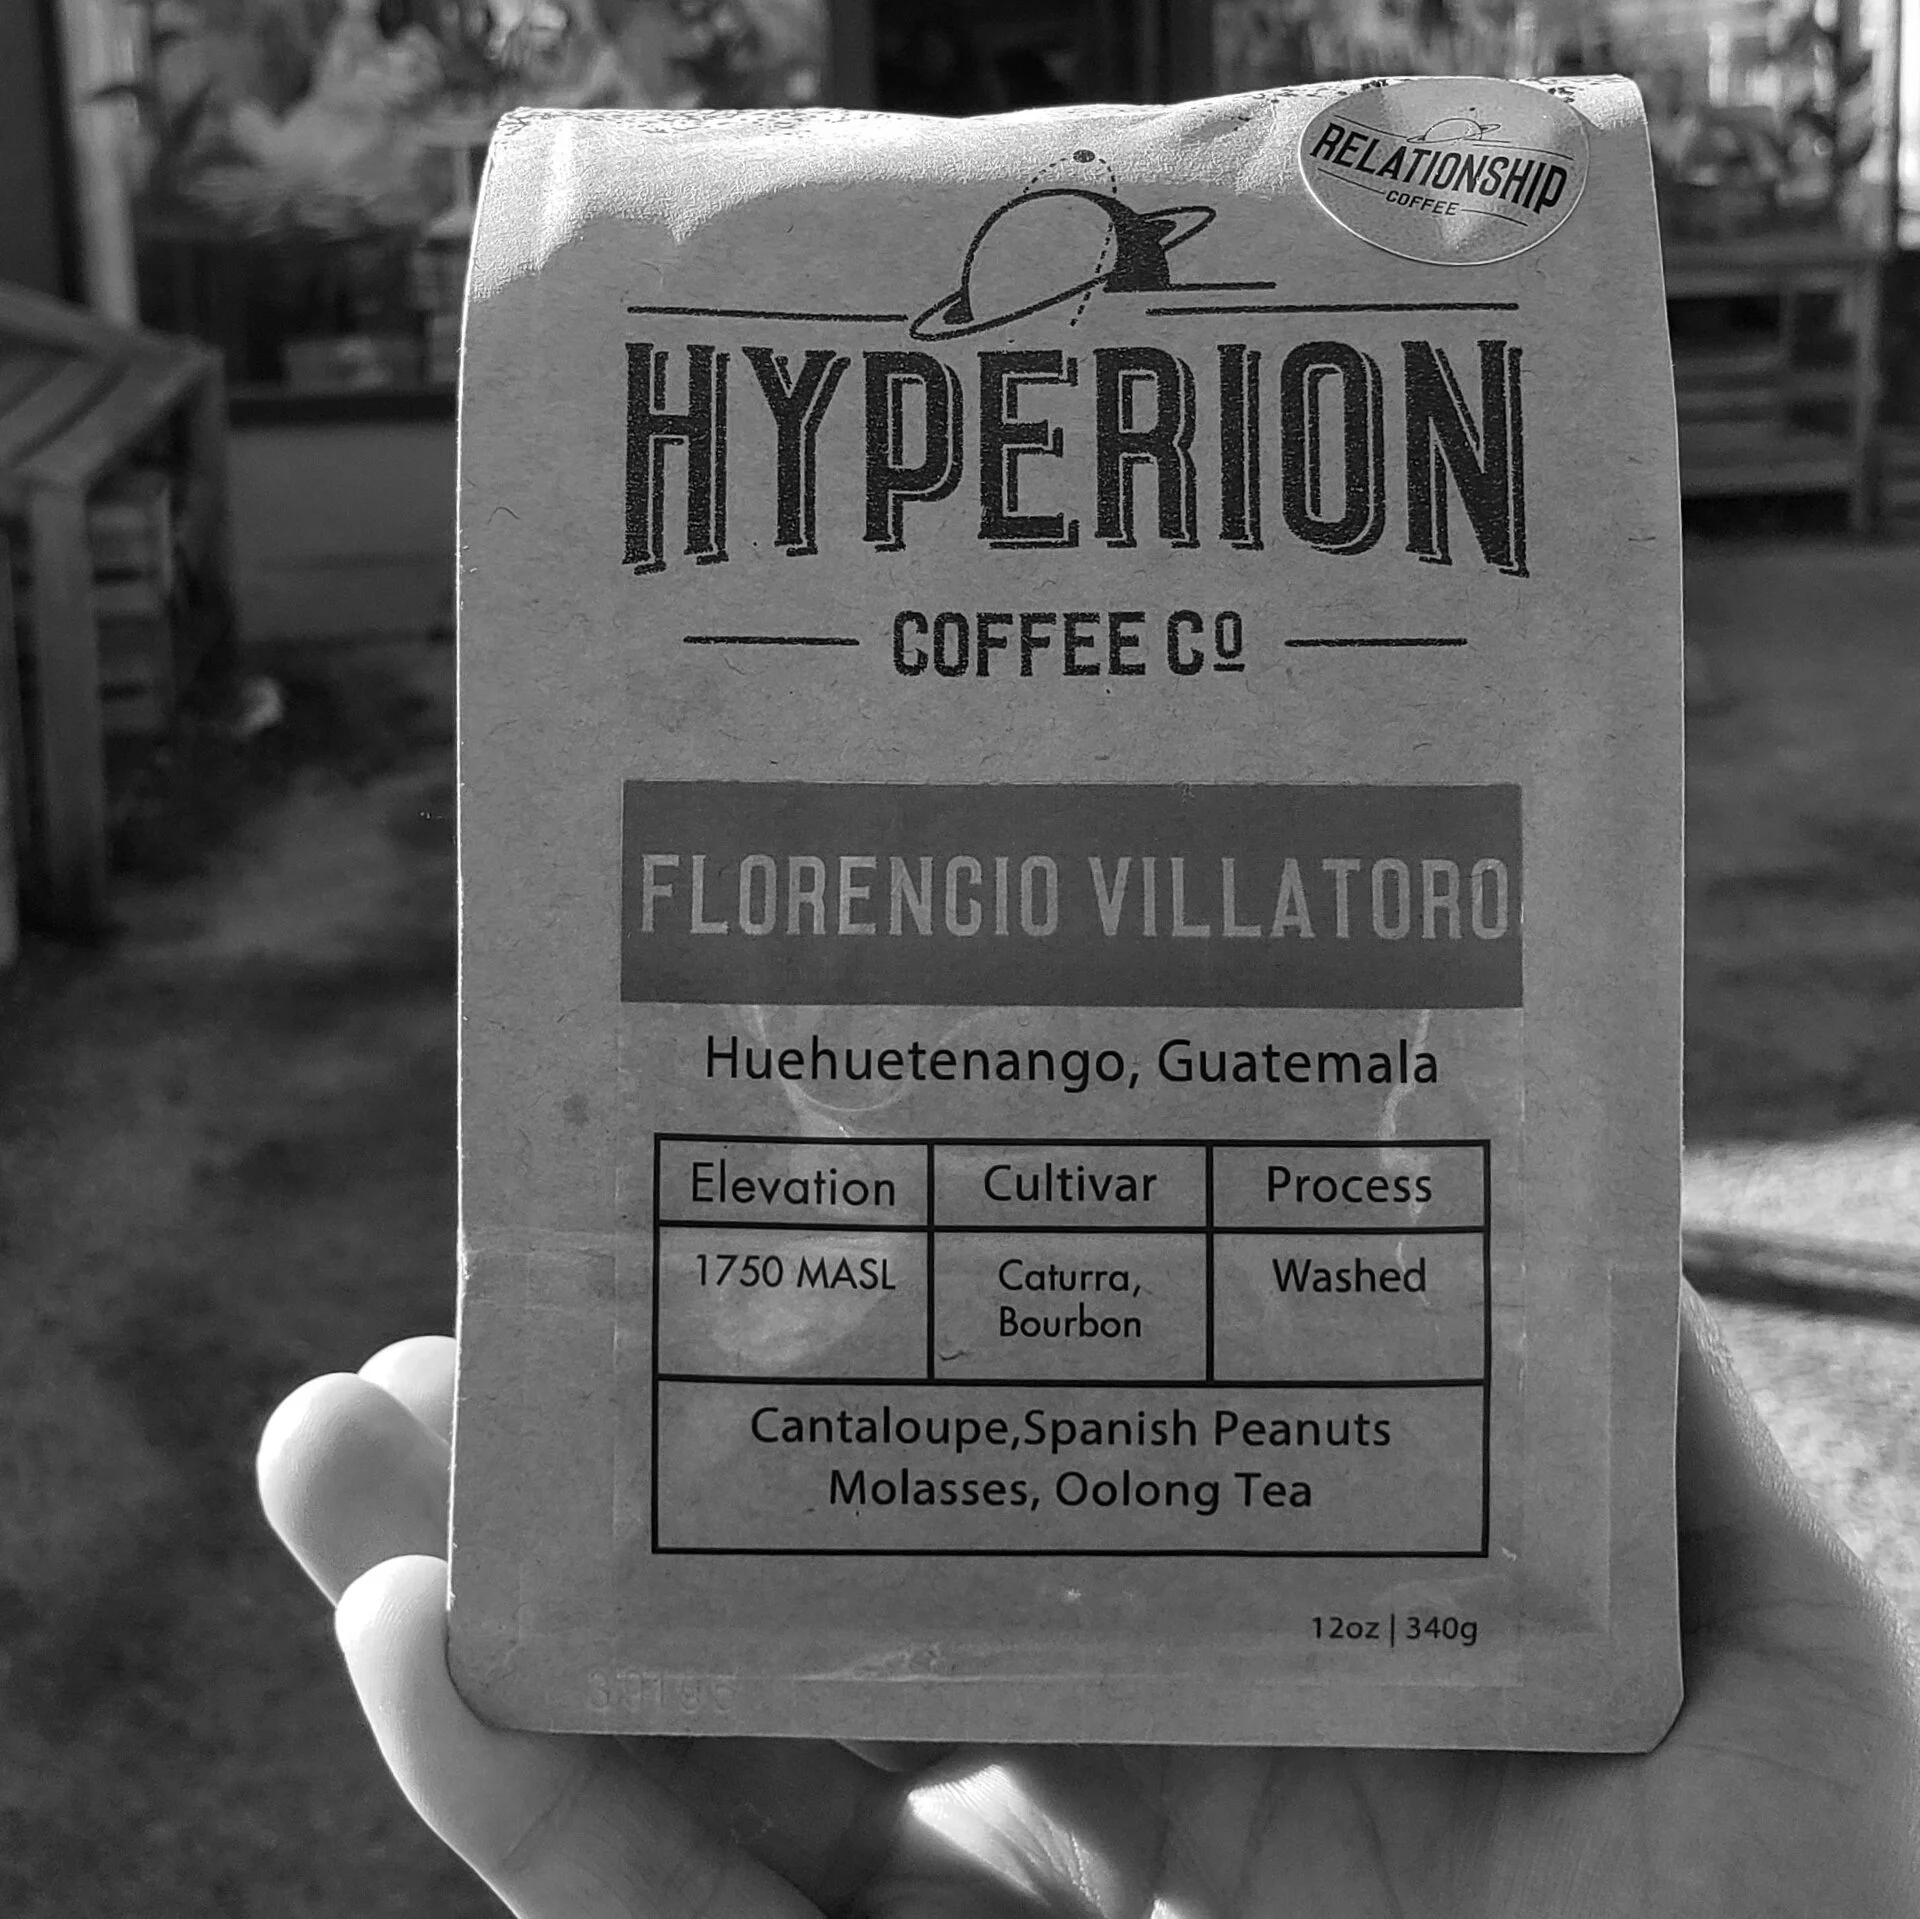 RELATIONSHIP
COFFEE
HYPERION
COFFEE Cº
FLORENCIO VILLATORO
Huehuetenango, Guatemala
Elevation Cultivar Process
1750 MASL Caturra, Washed
Bourbon
Cantaloupe,Spanish Peanuts
Molasses, Oolong Tea
12oz | 340g